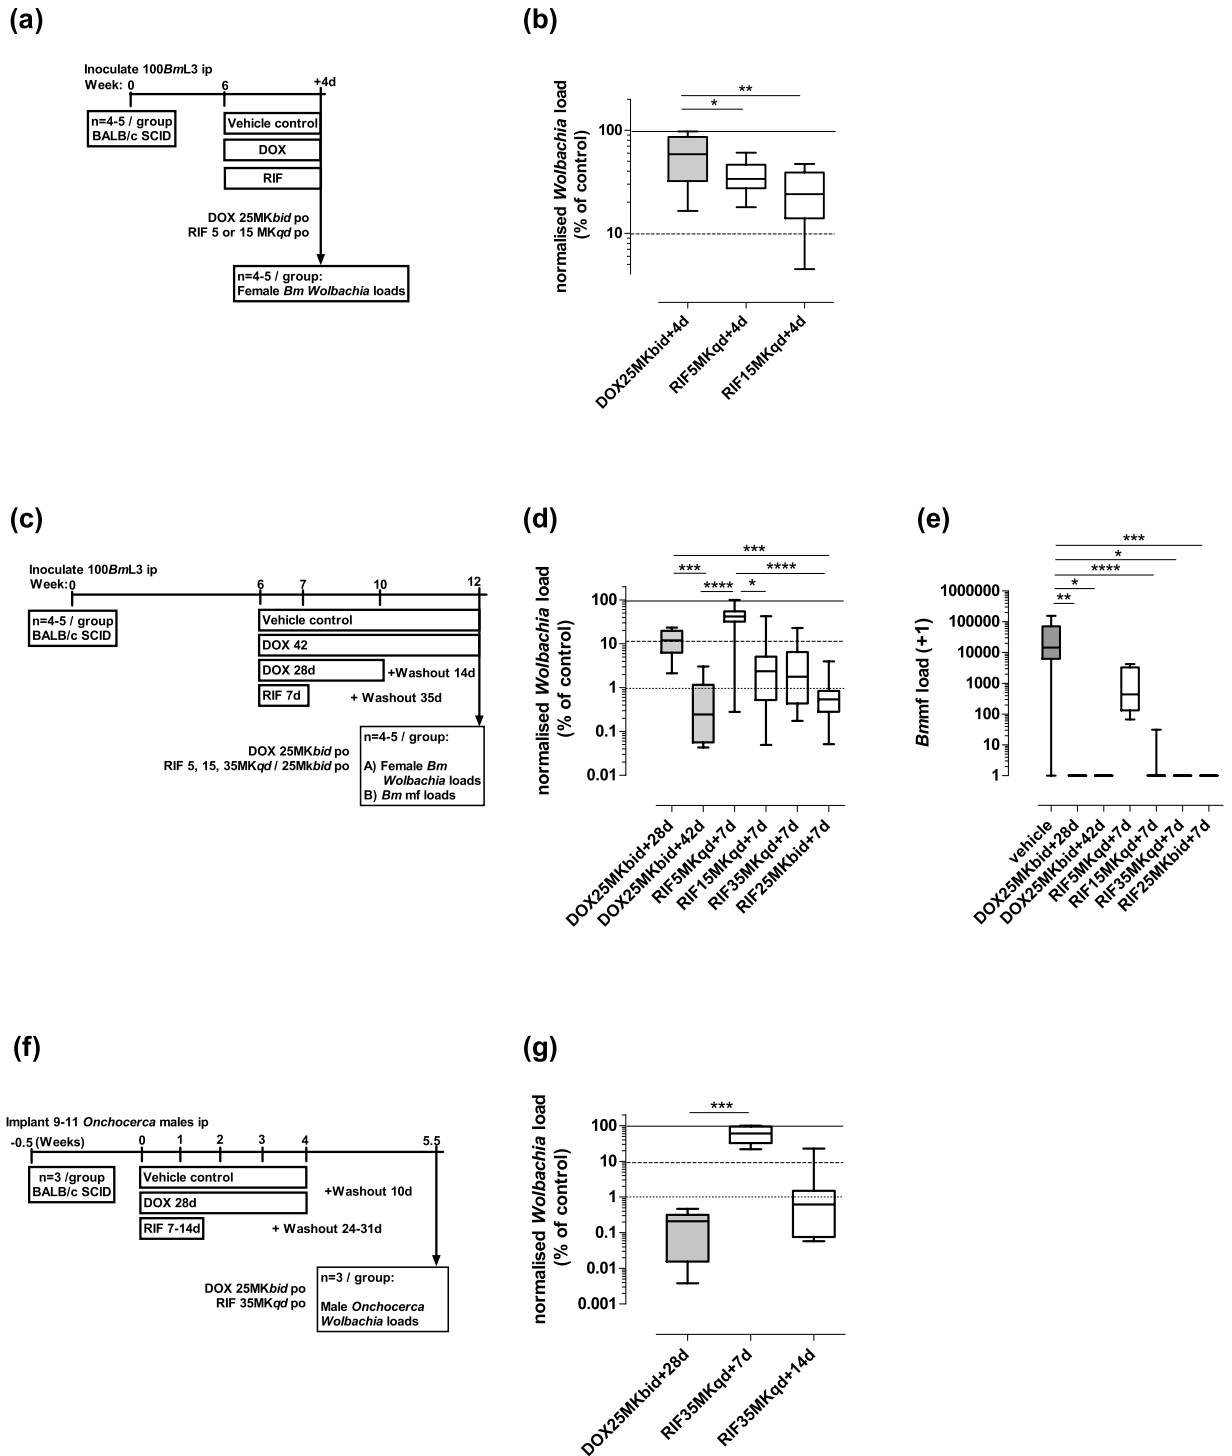 (a)
Inoculate 100BmL3 ip
Week: 0 6 +4d
n=4-5 / group
BALB/c SCID
Vehicle control
DOX
RIF
DOX 25MKbid po
RIF 5 or 15 MKqd po
n=4-5 / group:
Female Bm Wolbachia loads
(b)
normalised Wolbachia load
(% of control)
**
*
100
10
DOX25MKbid+4d
RIF5MKqd+4d
RIF15MKqd+4d
(c)
Inoculate 100BmL3 ip
Week: 0 6 7 10 12
n=4-5 / group
BALB/c SCID
Vehicle control
DOX 42
DOX 28d
+Washout 14d
RIF 7d
+ Washout 35d
DOX 25MKbid po
RIF 5, 15, 35MKqd / 25Mkbid po
n=4-5 / group:
A) Female Bm
Wolbachia loads
B) Bm mf loads
(d)
normalised Wolbachia load
(% of control)
***
*** ****
**** *
100
10
1
0.1
0.01
DOX25MKbid+28d
DOX25MKbid+42d
RIF5MKqd+7d
RIF15MKqd+7d
RIF35MKqd+7d
RIF25MKbid+7d
(e)
Bmmf load (+1)
***
*
****
*
**
1000000
100000
10000
1000
100
10
1
vehicle
DOX25MKbid+28d
DOX25MKbid+42d
RIF5MKqd+7d
RIF15MKqd+7d
RIF35MKqd+7d
RIF25MKbid+7d
(f)
Implant 9-11 Onchocerca males ip
-0.5 (Weeks) 0 1 2 3 4 5.5
n=3 /group
BALB/c SCID
Vehicle control
DOX 28d
+Washout 10d
RIF 7-14d
+ Washout 24-31d
DOX 25MKbid po
RIF 35MKqd po
n=3 / group:
Male Onchocerca
Wolbachia loads
(g)
normalised Wolbachia load
(% of control)
***
100
10
1
0.1
0.01
0.001
DOX25MKbid+28d
RIF35MKqd+7d
RIF35MKqd+14d